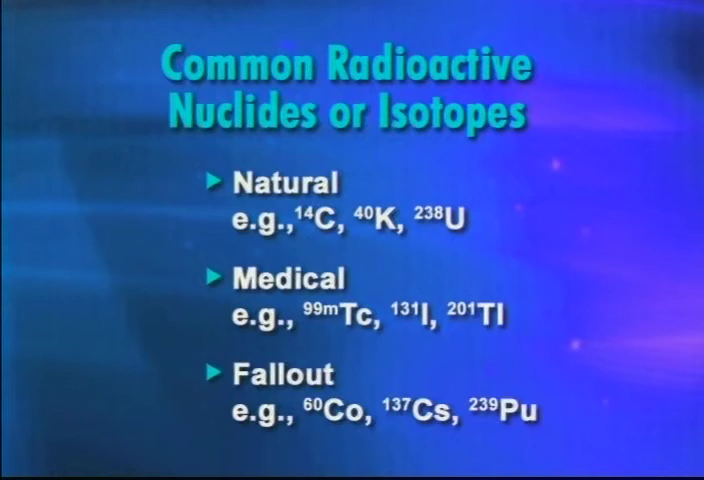 Common Radioactive
Nuclides or Isotopes
Natural
e.g.,¹⁴C, ⁴⁰K, ²³⁸U
Medical
e.g., ⁹⁹ᵐTc, ¹³¹I, ²⁰¹Tl
Fallout
e.g., ⁶⁰Co, ¹³⁷Cs, ²³⁹Pu